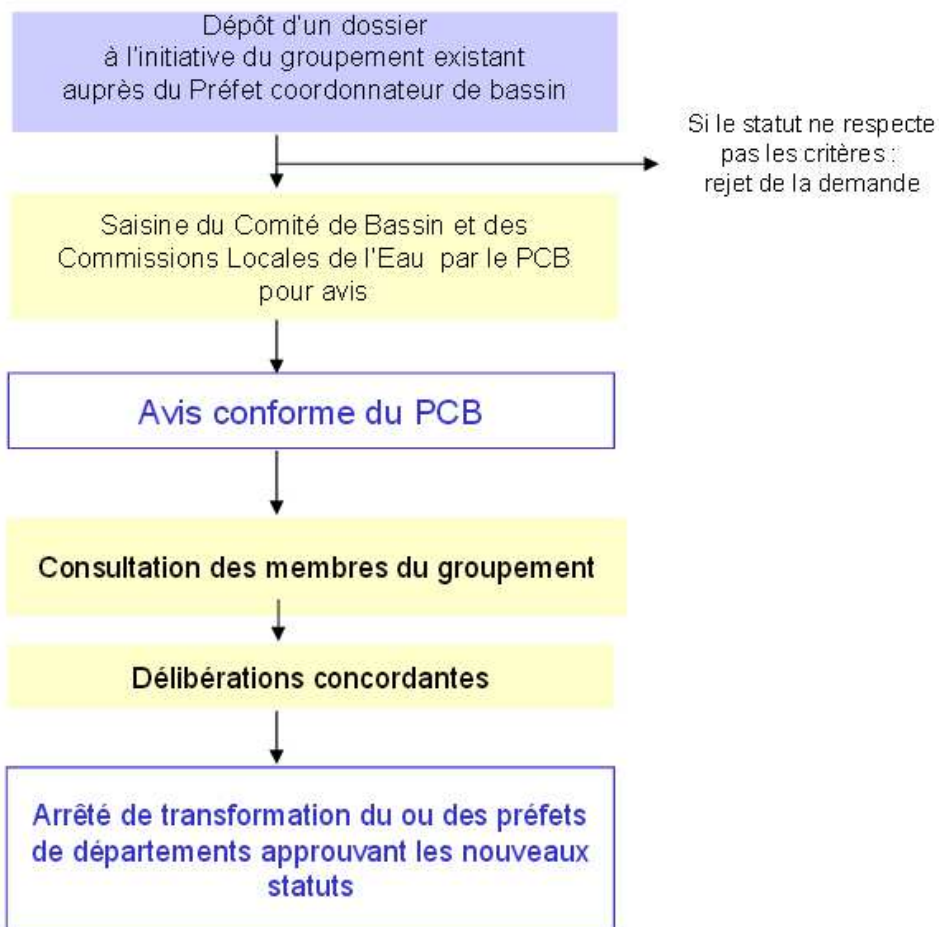 Dépôt d'un dossier
à l'initiative du groupement existant
auprès du Préfet coordonnateur de bassin
Si le statut ne respecte
pas les critères :
rejet de la demande
Saisine du Comité de Bassin et des
Commissions Locales de l'Eau par le PCB
pour avis
Avis conforme du PCB
Consultation des membres du groupement
Délibérations concordantes
Arrêté de transformation du ou des préfets
de départements approuvant les nouveaux
statuts